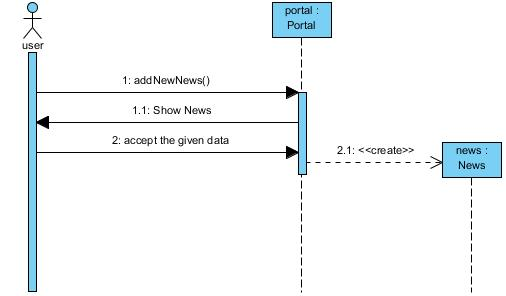 portal :
Portal
user
1: addNewNews()
1.1: Show News
2: accept the given data
2.1: <<create>>
news :
News